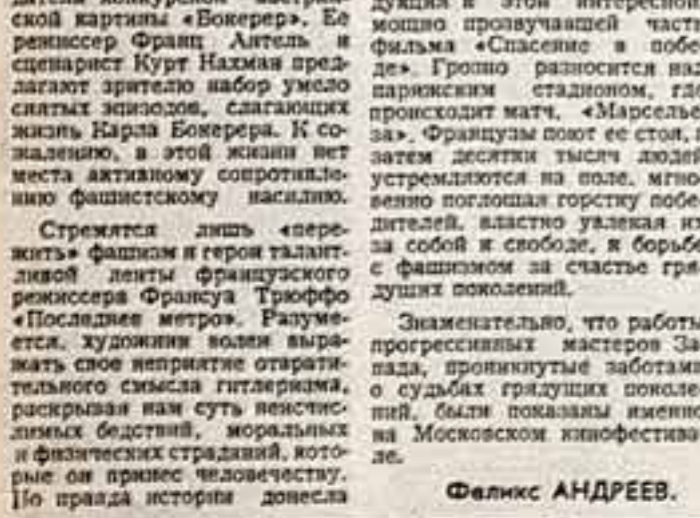 ской картины «Бокерер». Ее
режиссер Франц Антель и
сценарист Курт Нахман пред-
лагают зрителю набор умело
снятых эпизодов, слагающих
жизнь Карла Бокерера. К со-
жалению, в этой жизни нет
места активному сопротивле-
нию фашистскому насилию.
Стремятся лишь «пере-
жить» фашизм и герои талант-
ливой ленты французского
режиссера Франсуа Трюффо
«Последнее метро». Разуме-
ется, художник волен выра-
жать свое неприятие отврати-
тельного смысла гитлеризма,
раскрывая нам суть неисчис-
лимых бедствий, моральных
и физических страданий, кото-
рые он принес человечеству.
Но правда истории донесла
этой интересной
мощно прозвучавшей части
фильма «Спасение в побе-
де». Грозно разносится над
парижским стадионом, где
происходит матч, «Марселье-
за». Французы поют ее стоя, а
затем десятки тысяч людей
устремляются на поле, мгно-
венно поглощая горстку побе-
дителей, властно увлекая их
за собой к свободе, к борьбе
с фашизмом за счастье гря-
дущих поколений.
Знаменательно, что работы
прогрессивных мастеров За-
пада, проникнутые заботами
о судьбах грядущих поколе-
ний, были показаны именно
на Московском кинофестива-
ле.
Феликс АНДРЕЕВ.